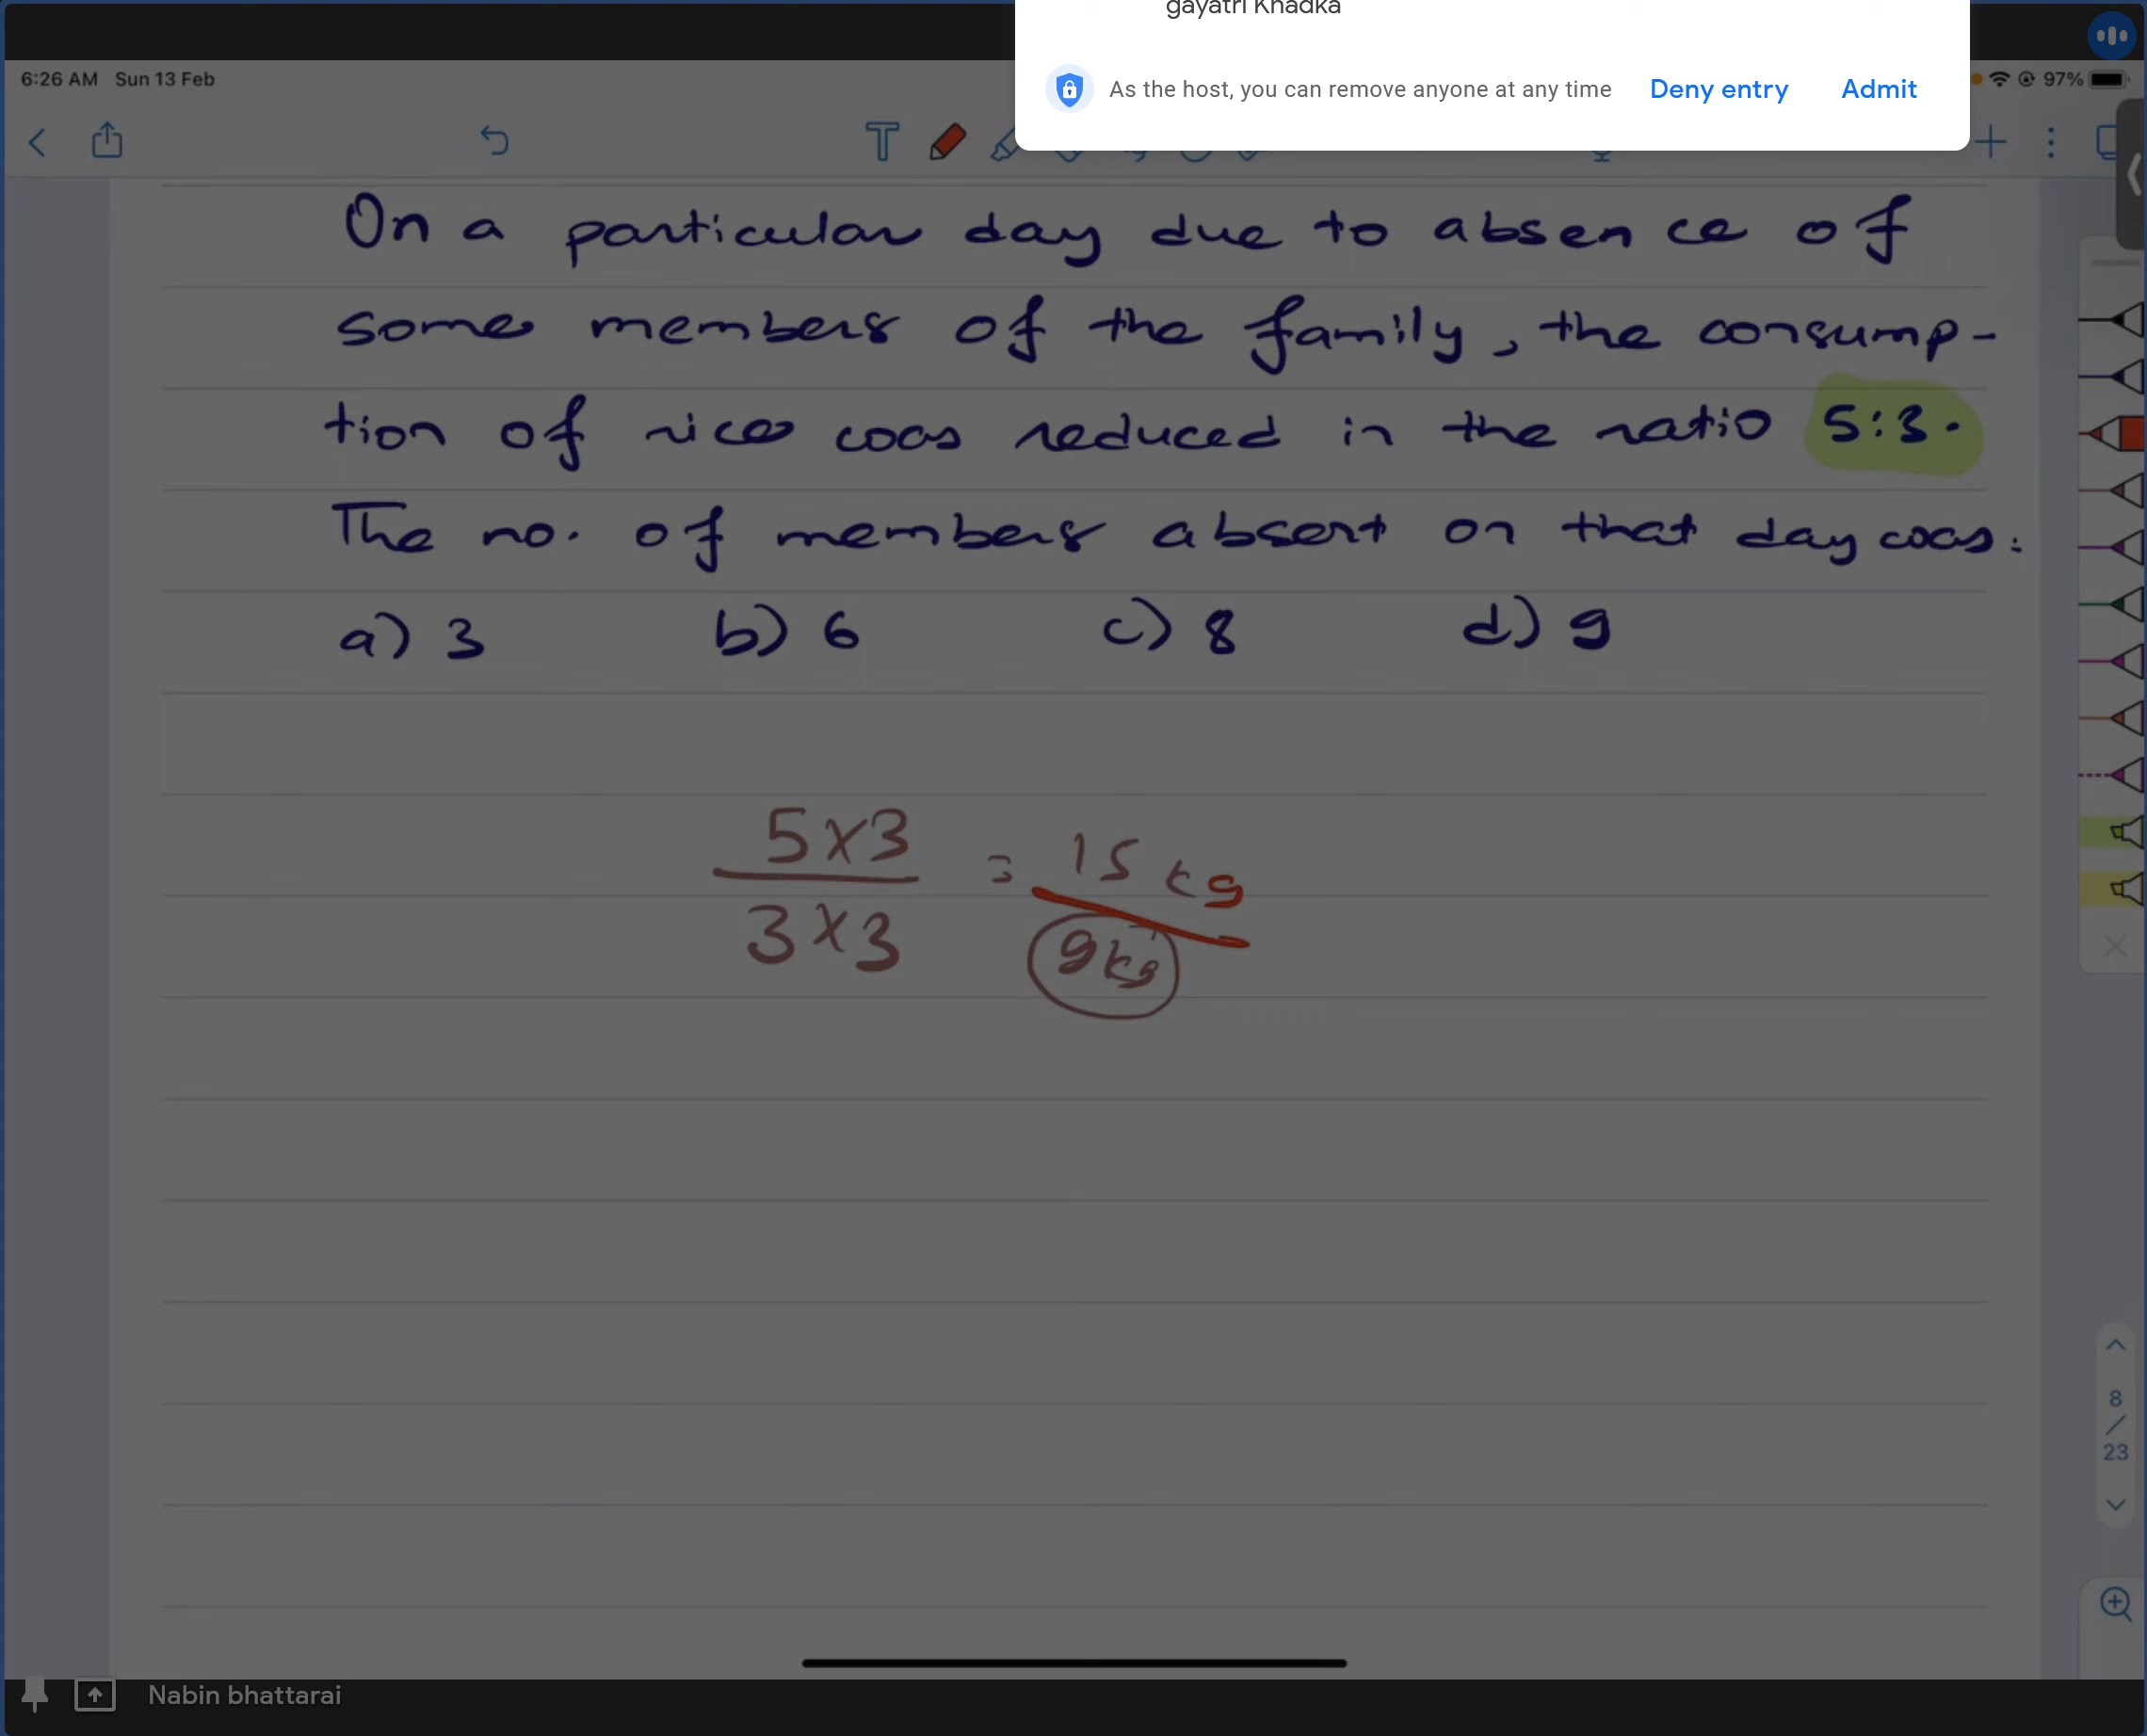 gayatri Khadka
As the host, you can remove anyone at any time Deny entry Admit
6:26 AM Sun 13 Feb 97%
On a particular day due to absence of
some members of the family, the consump-
tion of rice was reduced in the ratio 5:3.
The no. of members absent on that day was:
a) 3 b) 6 c) 8 d) 9
5x3 = 15 kg
3x3 9kg
8
/
23
Nabin bhattarai